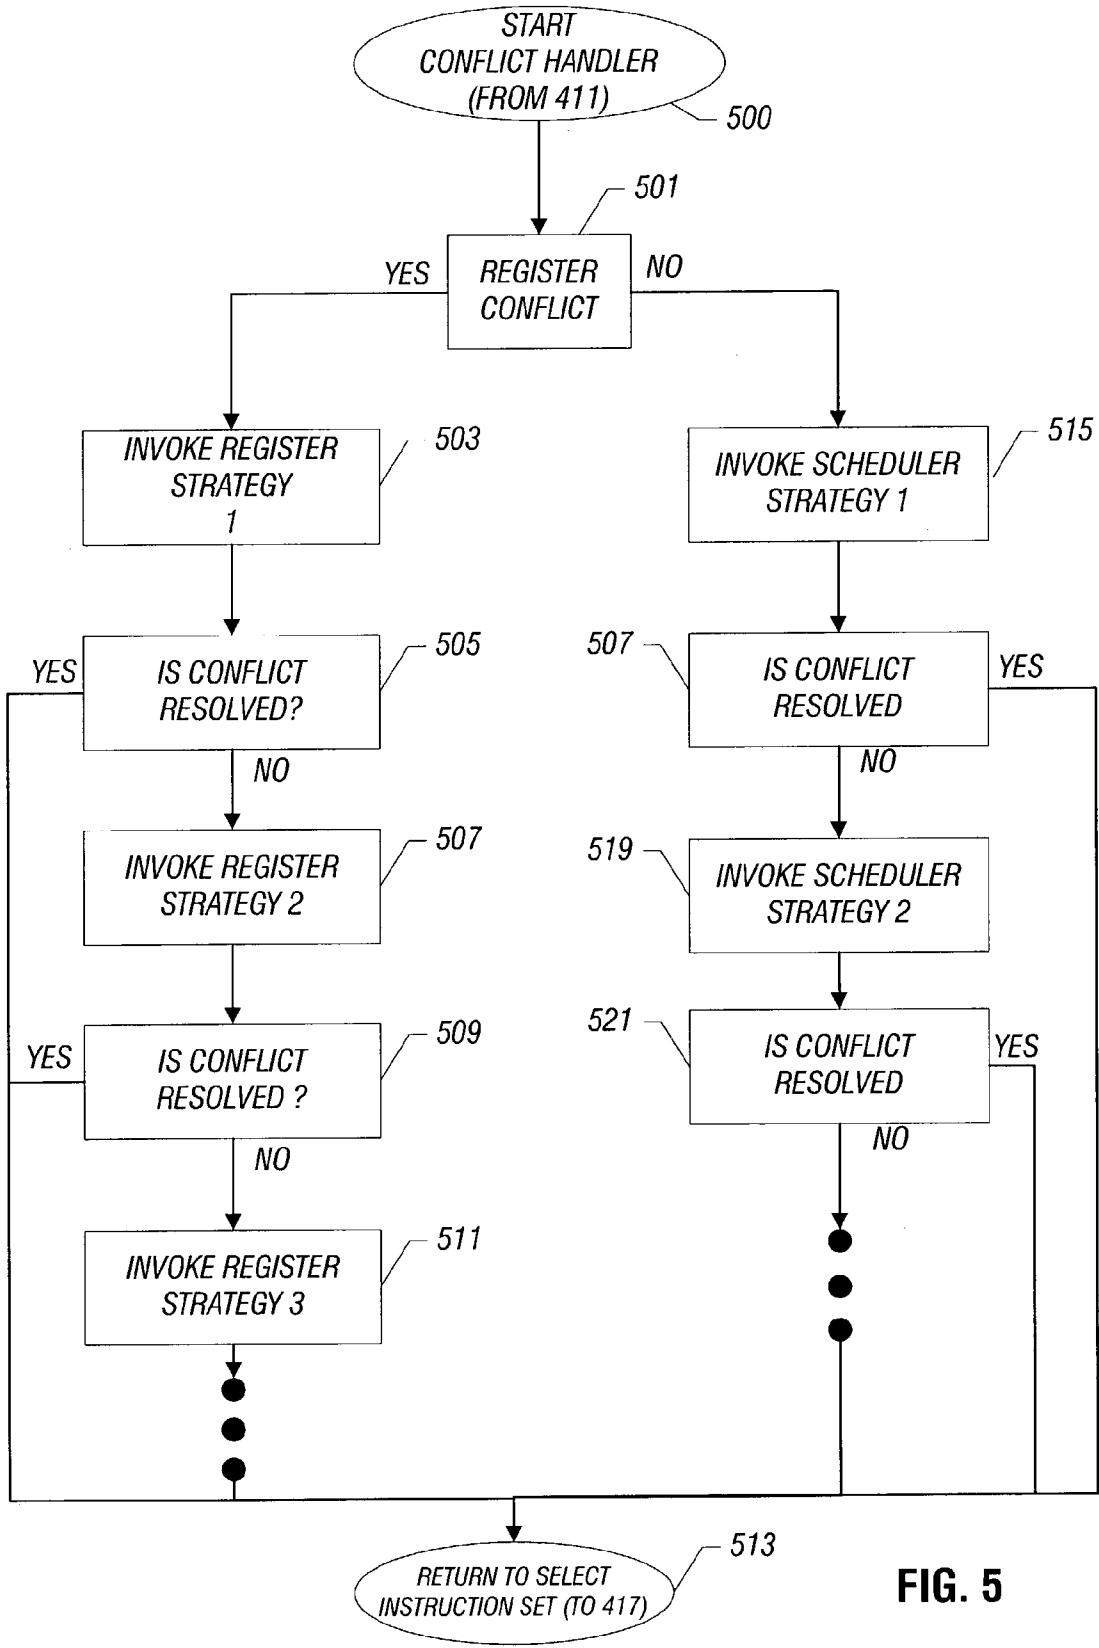 START
CONFLICT HANDLER
(FROM 411)
500
501
REGISTER
CONFLICT
YES
NO
INVOKE REGISTER
STRATEGY
1
503
INVOKE SCHEDULER
STRATEGY 1
515
IS CONFLICT
RESOLVED?
YES
505
NO
507
IS CONFLICT
RESOLVED
YES
NO
INVOKE REGISTER
STRATEGY 2
507
519
INVOKE SCHEDULER
STRATEGY 2
YES
IS CONFLICT
RESOLVED ?
509
NO
521
IS CONFLICT
RESOLVED
YES
NO
INVOKE REGISTER
STRATEGY 3
511
RETURN TO SELECT
INSTRUCTION SET (TO 417)
513
FIG. 5